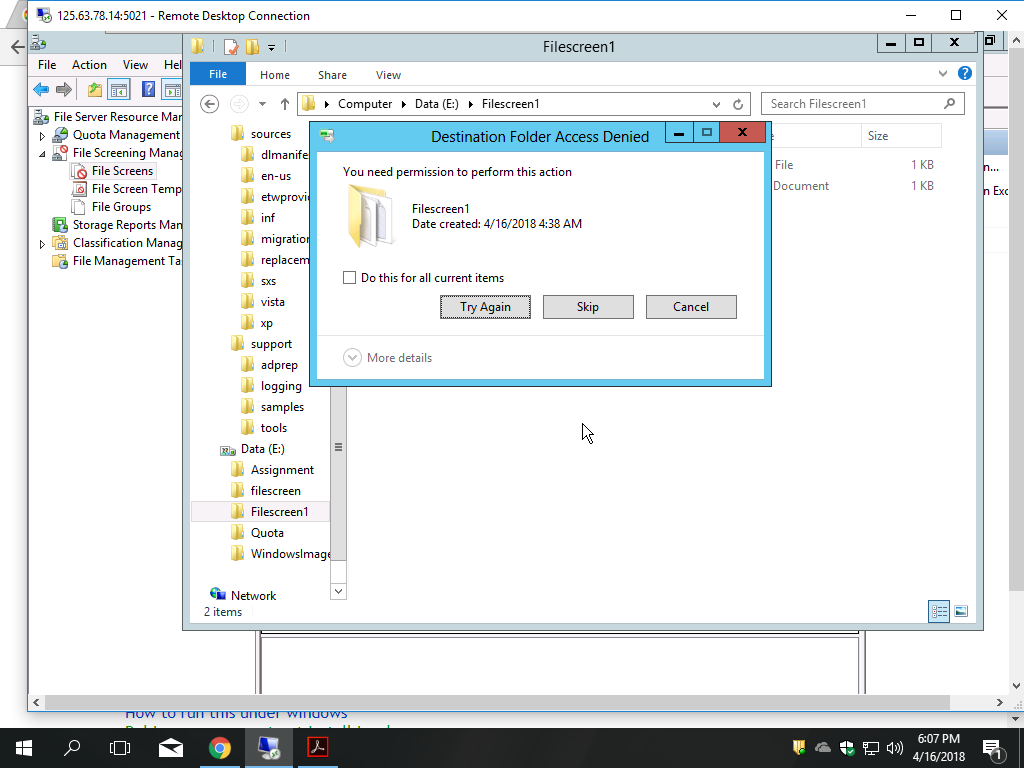 125.63.78.14:5021 - Remote Desktop Connection
Filescreen1
File Action View Hel
File Home Share View
Computer Data (E:) Filescreen1
Search Filescreen1
File Server Resource Mar
Quota Management
File Screening Manag
File Screens
File Screen Temp
File Groups
Storage Reports Man
Classification Manag
File Management Ta
sources
dlmanife
en-us
etwprovi
inf
migration
replacem
sxs
vista
xp
support
adprep
logging
samples
tools
Data (E:)
Assignment
filescreen
Filescreen1
Quota
WindowsImage
Network
2 items
Size
File 1 KB
Document 1 KB
n...
n Exc
Destination Folder Access Denied
You need permission to perform this action
Filescreen1
Date created: 4/16/2018 4:38 AM
Do this for all current items
Try Again Skip Cancel
More details
How to run this under windows
6:07 PM
4/16/2018
1